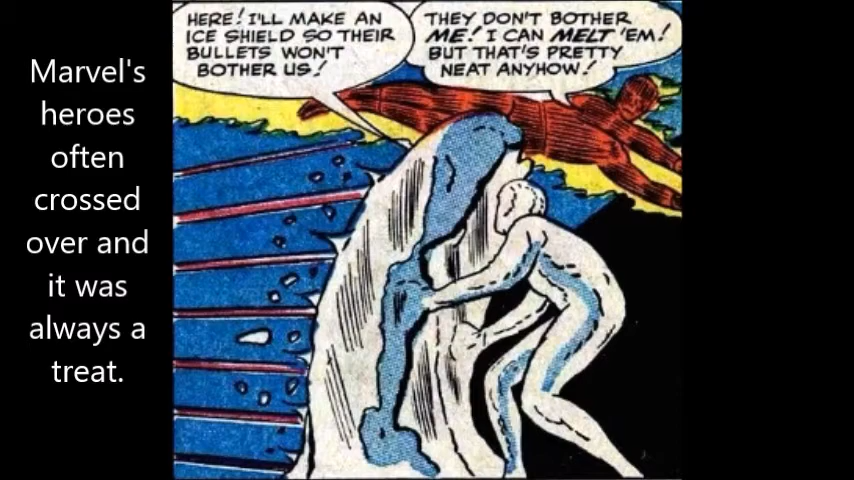 Marvel's
heroes
often
crossed
over and
it was
always a
treat.
HERE! I'LL MAKE AN
ICE SHIELD SO THEIR
BULLETS WON'T
BOTHER US!
THEY DON'T BOTHER
ME! I CAN MELT 'EM!
BUT THAT'S PRETTY
NEAT ANYHOW!